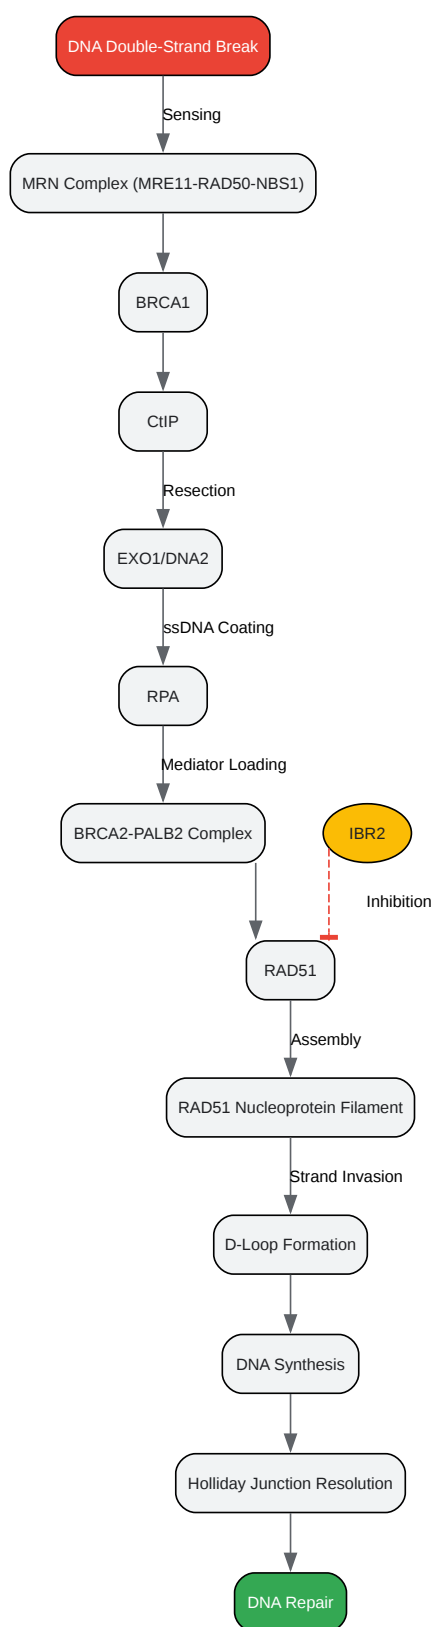 DNA Double-Strand Break
Sensing
MRN Complex (MRE11-RAD50-NBS1)
BRCA1
CtIP
Resection
EXO1/DNA2
ssDNA Coating
RPA
Mediator Loading
BRCA2-PALB2 Complex
IBR2
Inhibition
RAD51
Assembly
RAD51 Nucleoprotein Filament
Strand Invasion
D-Loop Formation
DNA Synthesis
Holliday Junction Resolution
DNA Repair